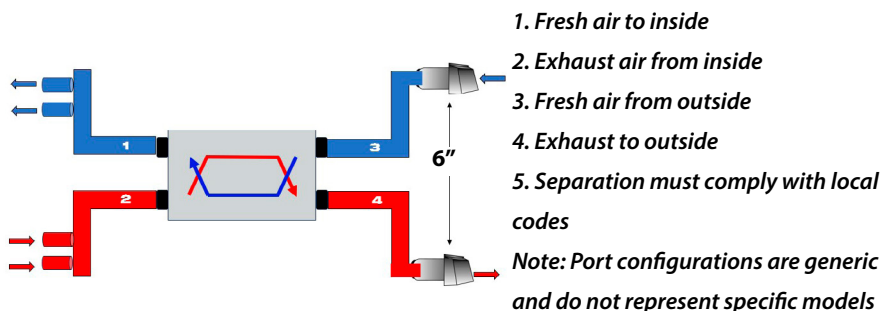 1. Fresh air to inside
2. Exhaust air from inside
3. Fresh air from outside
4. Exhaust to outside
5. Separation must comply with local
codes
Note: Port configurations are generic
and do not represent specific models
1
3
6”
2
4